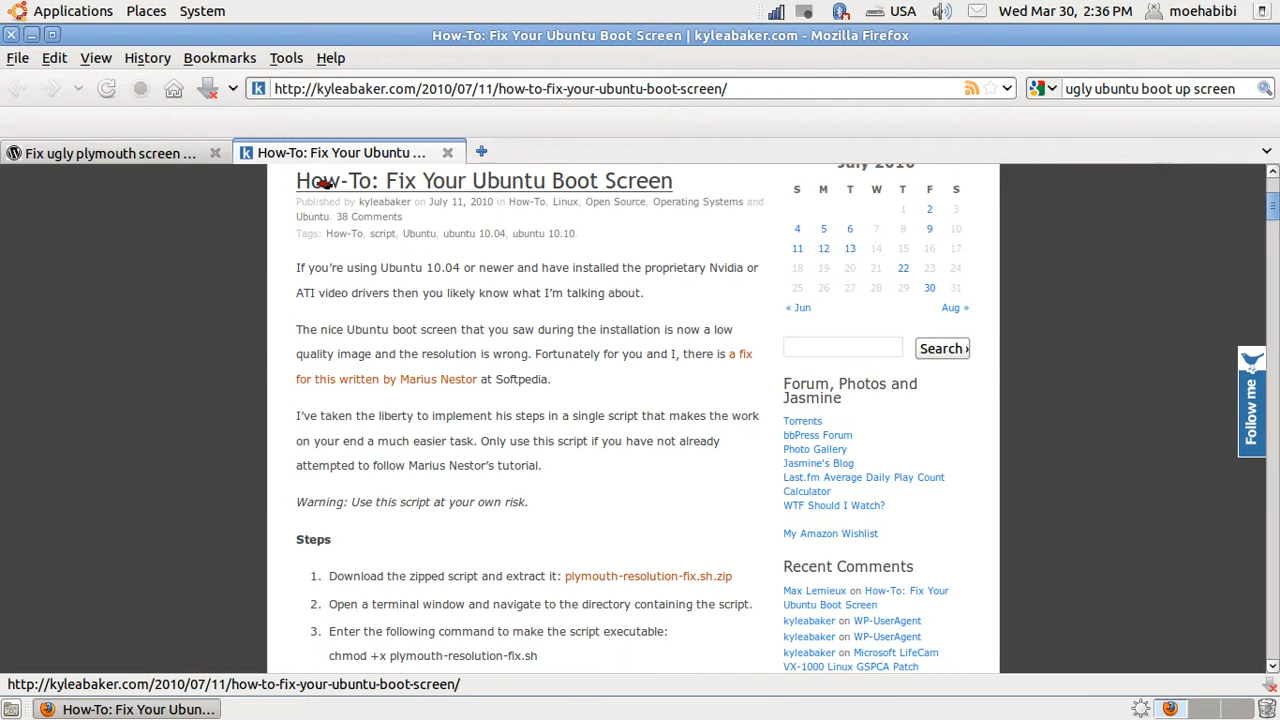 Applications Places System USA Wed Mar 30, 2:36 PM moehabibi
How-To: Fix Your Ubuntu Boot Screen | kyleabaker.com - Mozilla Firefox
File Edit View History Bookmarks Tools Help
http://kyleabaker.com/2010/07/11/how-to-fix-your-ubuntu-boot-screen/ ugly ubuntu boot up screen
Fix ugly plymouth screen ... How-To: Fix Your Ubuntu ...
How-To: Fix Your Ubuntu Boot Screen
Published by kyleabaker on July 11, 2010 in How-To, Linux, Open Source, Operating Systems and
Ubuntu. 38 Comments
Tags: How-To, script, Ubuntu, ubuntu 10.04, ubuntu 10.10.
If you're using Ubuntu 10.04 or newer and have installed the proprietary Nvidia or
ATI video drivers then you likely know what I'm talking about.
The nice Ubuntu boot screen that you saw during the installation is now a low
quality image and the resolution is wrong. Fortunately for you and I, there is a fix
for this written by Marius Nestor at Softpedia.
I've taken the liberty to implement his steps in a single script that makes the work
on your end a much easier task. Only use this script if you have not already
attempted to follow Marius Nestor's tutorial.
Warning: Use this script at your own risk.
Steps
1. Download the zipped script and extract it: plymouth-resolution-fix.sh.zip
2. Open a terminal window and navigate to the directory containing the script.
3. Enter the following command to make the script executable:
chmod +x plymouth-resolution-fix.sh
July 2010
S M T W T F S
1 2 3
4 5 6 7 8 9 10
11 12 13 14 15 16 17
18 19 20 21 22 23 24
25 26 27 28 29 30 31
« Jun Aug »
Search ›
Forum, Photos and
Jasmine
Torrents
bbPress Forum
Photo Gallery
Jasmine's Blog
Last.fm Average Daily Play Count
Calculator
WTF Should I Watch?
My Amazon Wishlist
Recent Comments
Max Lemieux on How-To: Fix Your
Ubuntu Boot Screen
kyleabaker on WP-UserAgent
kyleabaker on WP-UserAgent
kyleabaker on Microsoft LifeCam
VX-1000 Linux GSPCA Patch
Follow me
http://kyleabaker.com/2010/07/11/how-to-fix-your-ubuntu-boot-screen/
How-To: Fix Your Ubun...